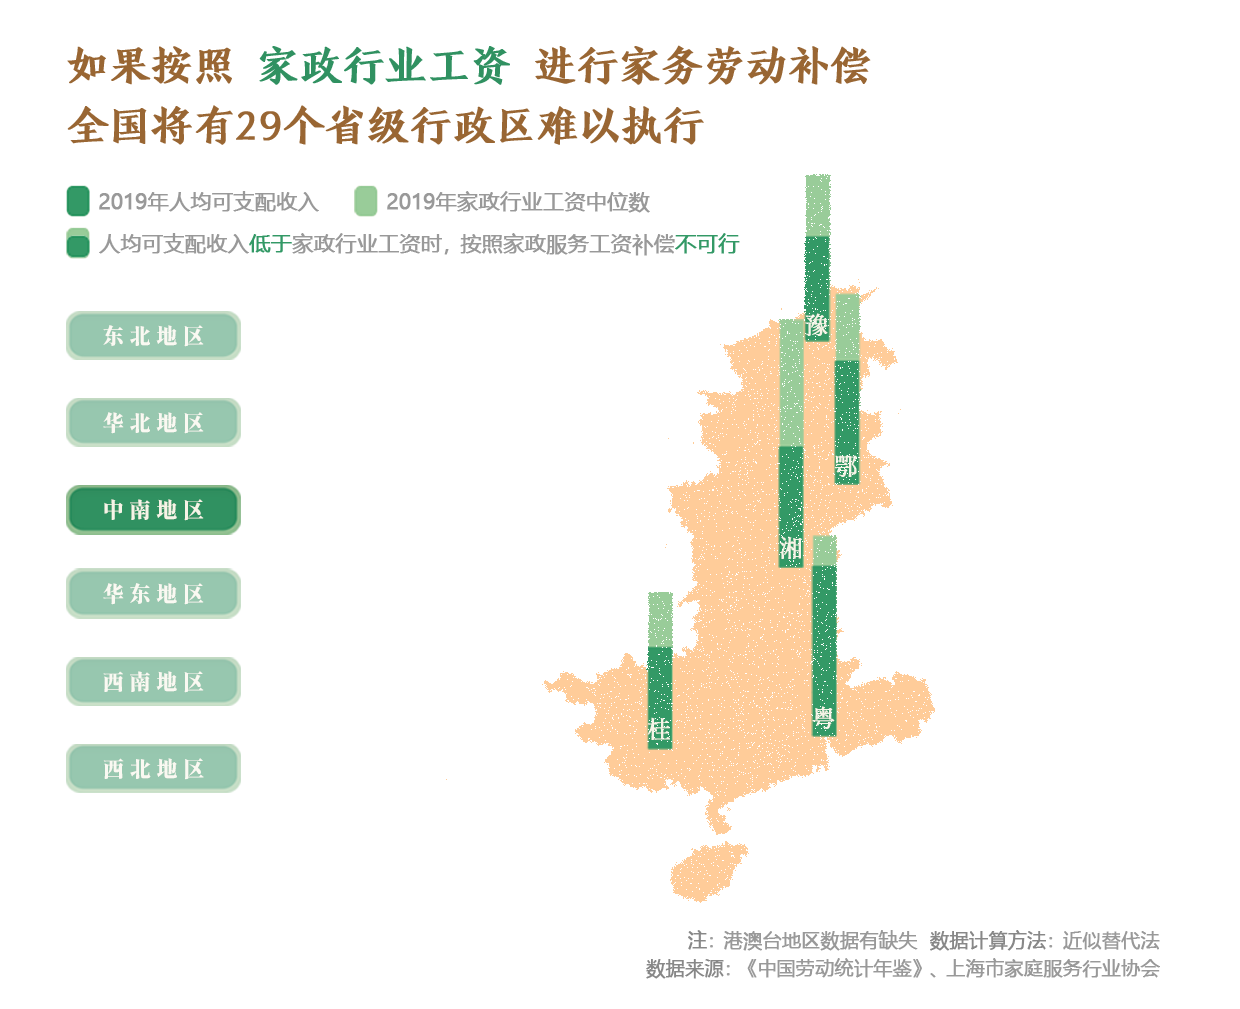 如果按照 家政行业工资 进行家务劳动补偿
全国将有29个省级行政区难以执行
2019年人均可支配收入 2019年家政行业工资中位数
人均可支配收入低于家政行业工资时，按照家政服务工资补偿不可行
东北地区
华北地区
中南地区
华东地区
西南地区
西北地区
豫
鄂
湘
粤
桂
注：港澳台地区数据有缺失 数据计算方法：近似替代法
数据来源：《中国劳动统计年鉴》、上海市家庭服务行业协会